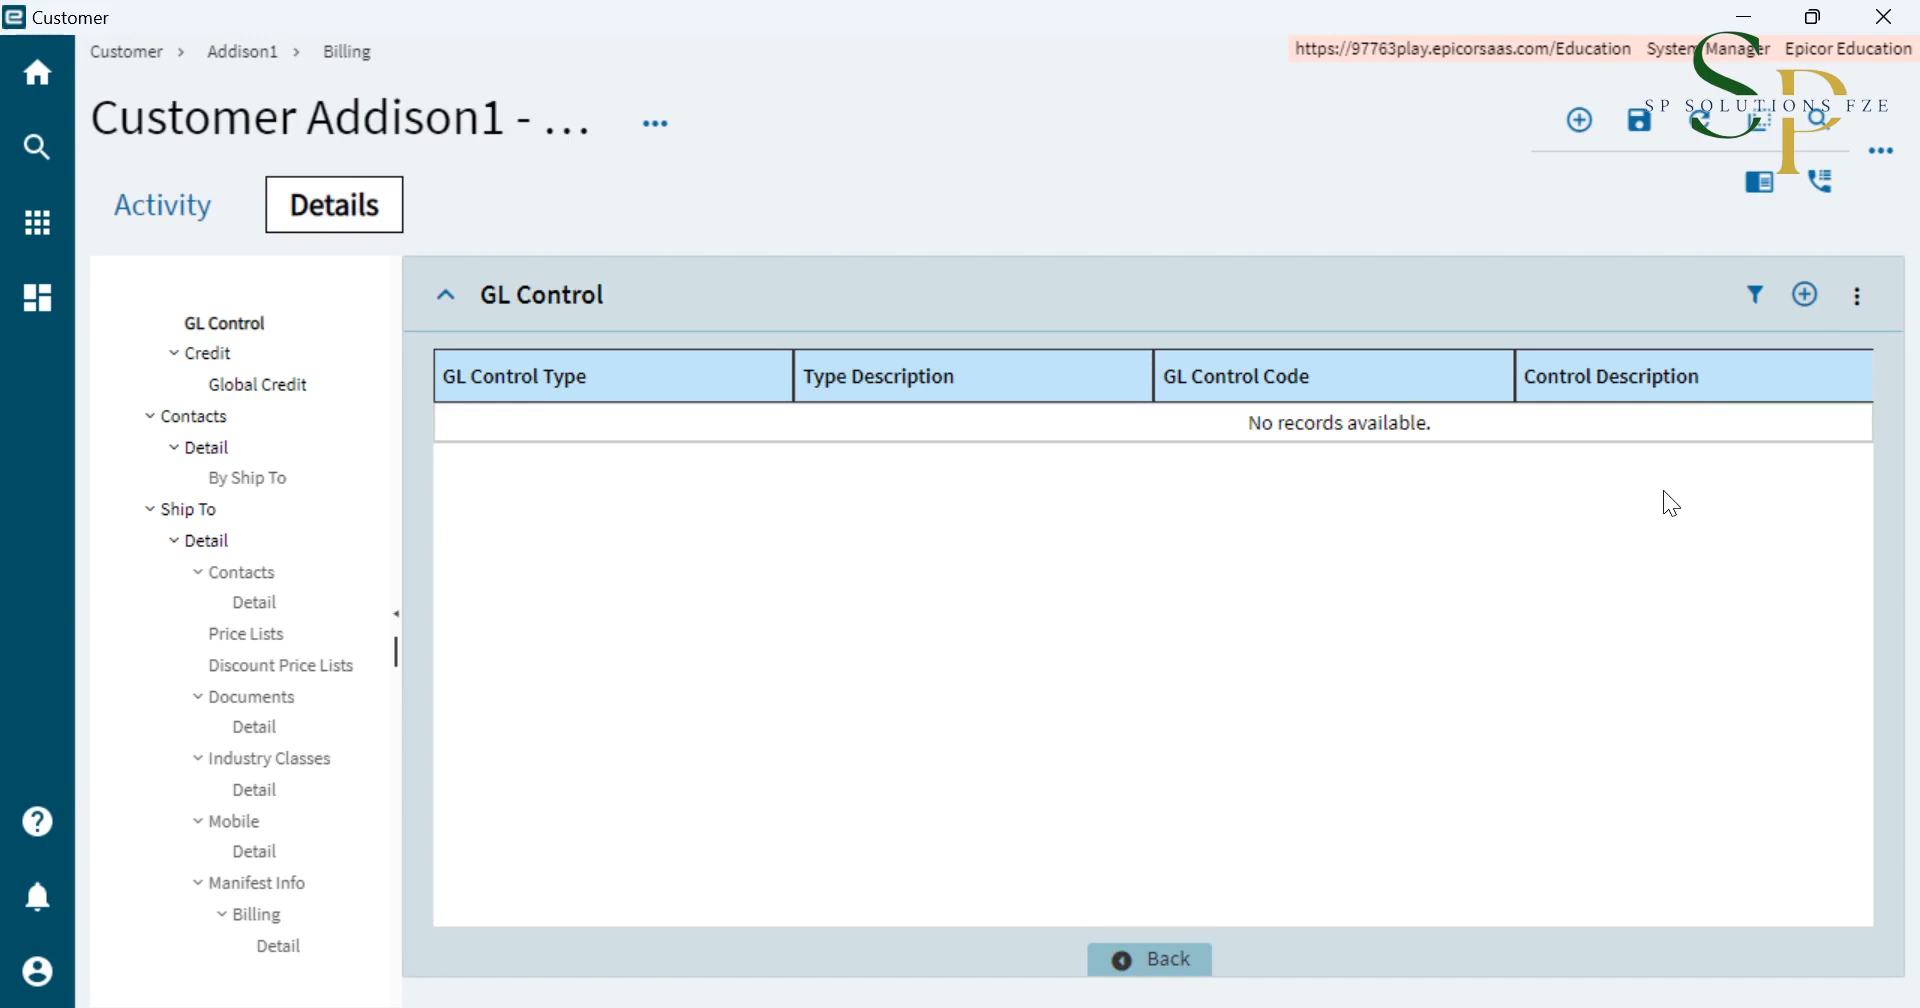 Customer
Customer > Addison1 > Billing
https://97763play.epicorsaas.com/Education System Manager Epicor Education
Customer Addison1 - ...
SP SOLUTIONS FZE
Activity
Details
GL Control
Credit
Global Credit
Contacts
Detail
By Ship To
Ship To
Detail
Contacts
Detail
Price Lists
Discount Price Lists
Documents
Detail
Industry Classes
Detail
Mobile
Detail
Manifest Info
Billing
Detail
GL Control
GL Control Type Type Description GL Control Code Control Description
No records available.
Back